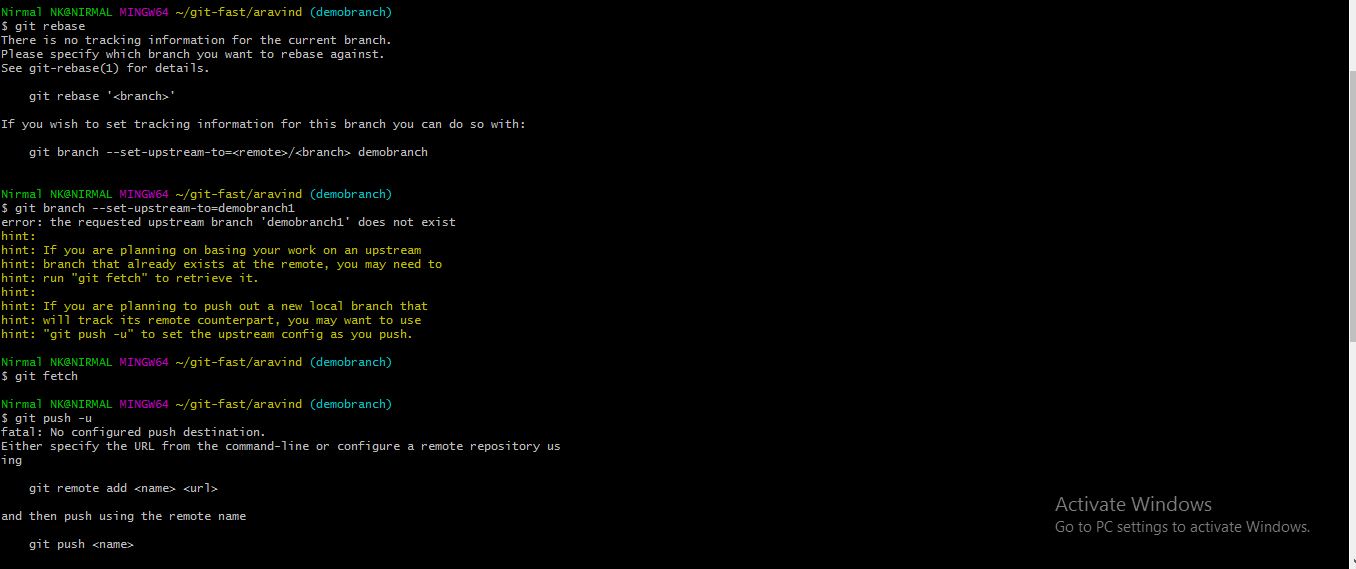 Nirmal NK@NIRMAL MINGW64 ~/git-fast/aravind (demobranch)
$ git rebase
There is no tracking information for the current branch.
Please specify which branch you want to rebase against.
See git-rebase(1) for details.
git rebase '<branch>'
If you wish to set tracking information for this branch you can do so with:
git branch --set-upstream-to=<remote>/<branch> demobranch
Nirmal NK@NIRMAL MINGW64 ~/git-fast/aravind (demobranch)
$ git branch --set-upstream-to=demobranch1
error: the requested upstream branch 'demobranch1' does not exist
hint:
hint: If you are planning on basing your work on an upstream
hint: branch that already exists at the remote, you may need to
hint: run "git fetch" to retrieve it.
hint:
hint: If you are planning to push out a new local branch that
hint: will track its remote counterpart, you may want to use
hint: "git push -u" to set the upstream config as you push.
Nirmal NK@NIRMAL MINGW64 ~/git-fast/aravind (demobranch)
$ git fetch
Nirmal NK@NIRMAL MINGW64 ~/git-fast/aravind (demobranch)
$ git push -u
fatal: No configured push destination.
Either specify the URL from the command-line or configure a remote repository us
ing
git remote add <name> <url>
and then push using the remote name
git push <name>
Activate Windows
Go to PC settings to activate Windows.